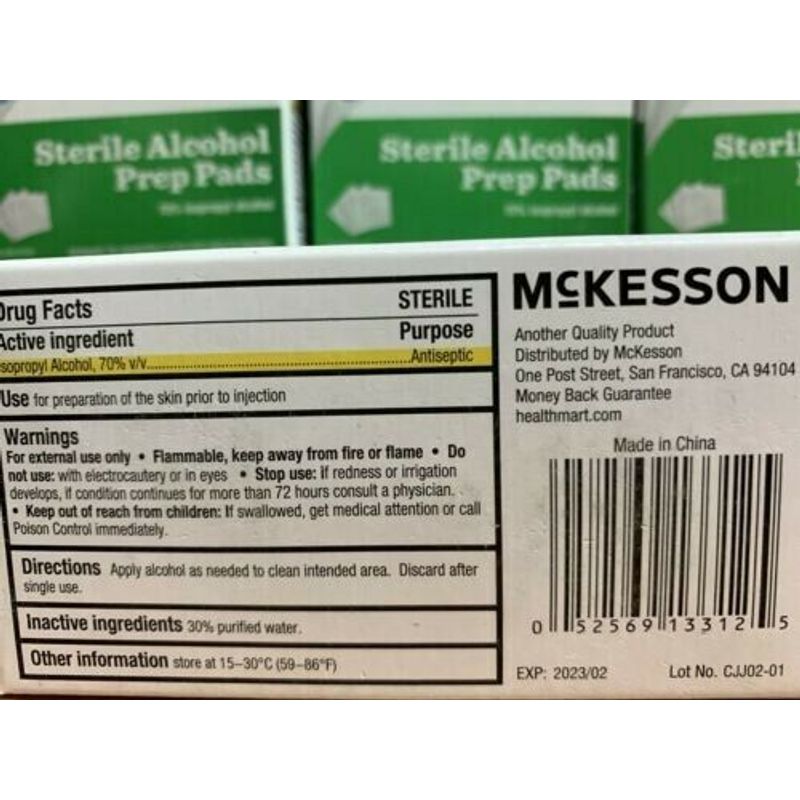 Sterile Alcohol
Prep Pads
Sterile Alcohol
Prep Pads
70% isopropyl alcohol
Steril
Drug Facts
STERILE
Active ingredient
Purpose
Isopropyl Alcohol, 70% v/v..........Antiseptic
Use for preparation of the skin prior to injection
Warnings
For external use only • Flammable, keep away from fire or flame • Do
not use: with electrocautery or in eyes • Stop use: if redness or irrigation
develops, if condition continues for more than 72 hours consult a physician.
• Keep out of reach from children: If swallowed, get medical attention or call
Poison Control immediately.
Directions Apply alcohol as needed to clean intended area. Discard after
single use.
Inactive ingredients 30% purified water.
Other information store at 15–30°C (59–86°F)
McKESSON
Another Quality Product
Distributed by McKesson
One Post Street, San Francisco, CA 94104
Money Back Guarantee
healthmart.com
Made in China
0 52569 13312 5
EXP: 2023/02
Lot No. CJJ02-01